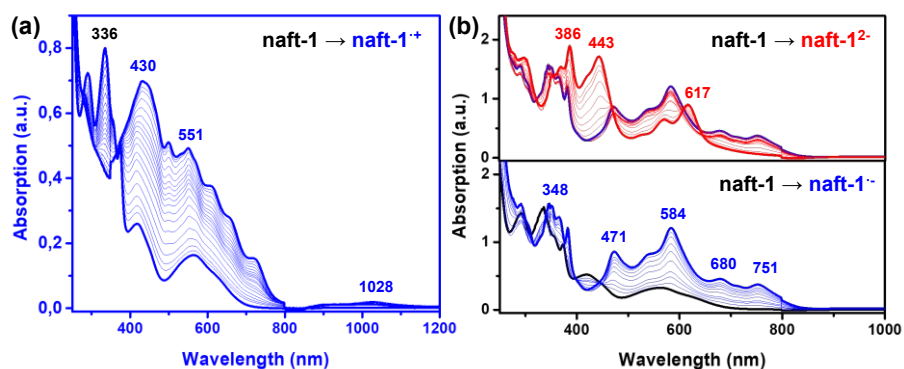 (a)
naft-1 → naft-1·+
336
430
551
1028
0,8
0,6
0,4
0,2
0,0
Absorption (a.u.)
400 600 800 1000 1200
Wavelength (nm)
(b)
naft-1 → naft-1²⁻
386
443
617
2
1
0
naft-1 → naft-1·-
348
471
584
680
751
2
1
0
Absorption (a.u.)
400 600 800 1000
Wavelength (nm)